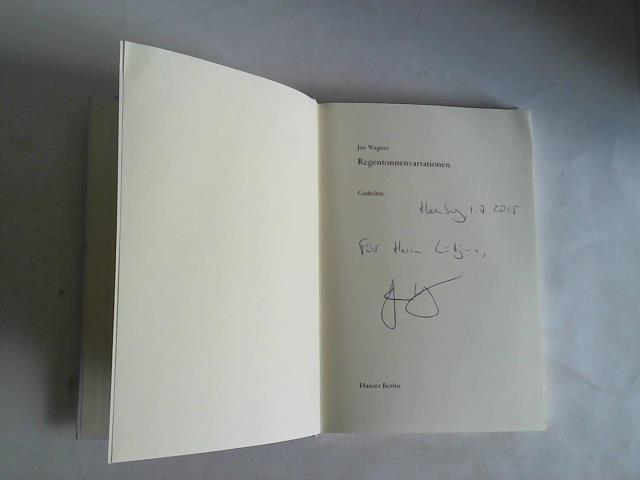 Jan Wagner
Regentonnenvariationen
Gedichte
Hamburg, 1.7.2015
Für Herrn
Hanser Berlin